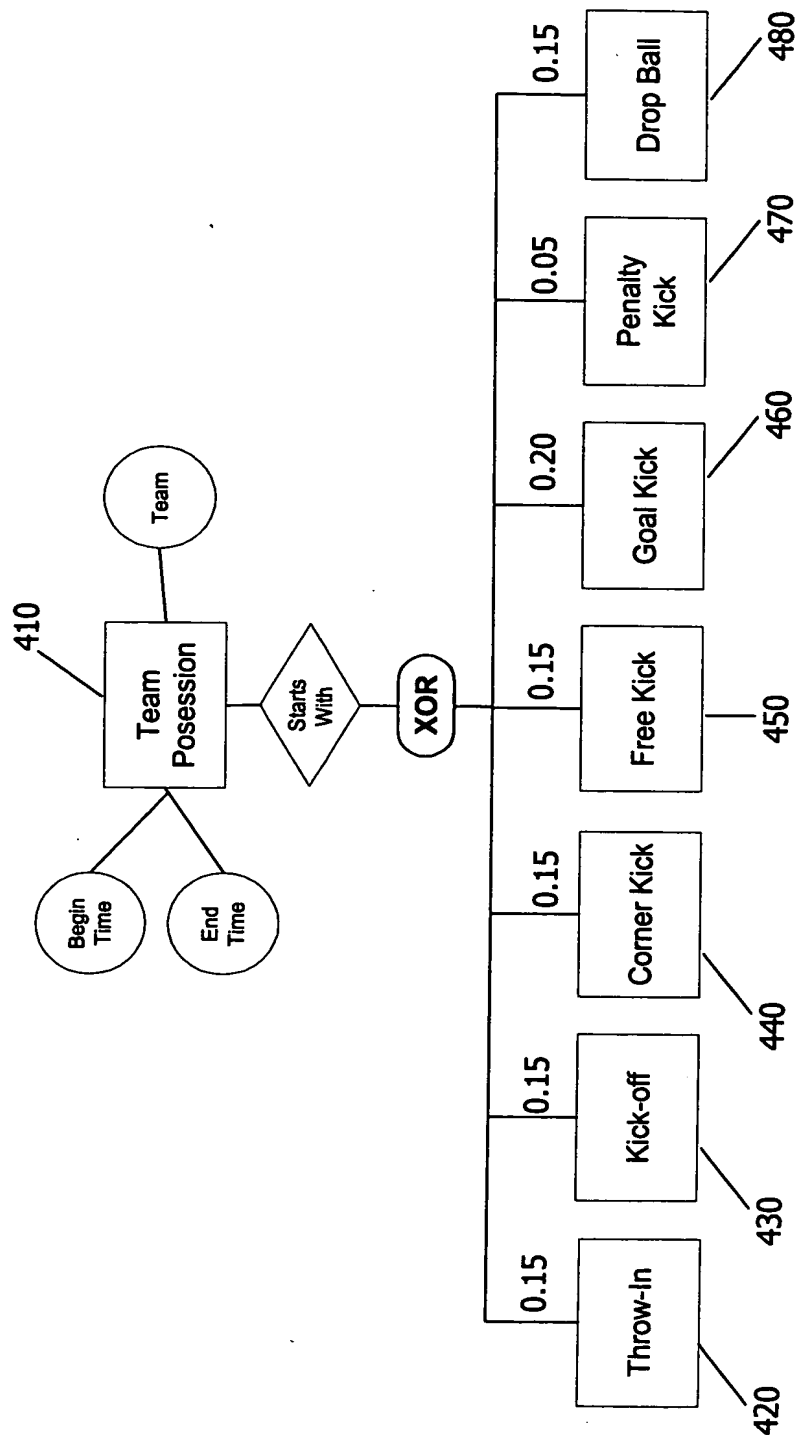 410
Team
Posession
Team
Begin
Time
End
Time
Starts
With
XOR
0.15
0.15
0.15
0.15
0.20
0.05
0.15
Throw-In
Kick-off
Corner Kick
Free Kick
Goal Kick
Penalty
Kick
Drop Ball
420
430
440
450
460
470
480